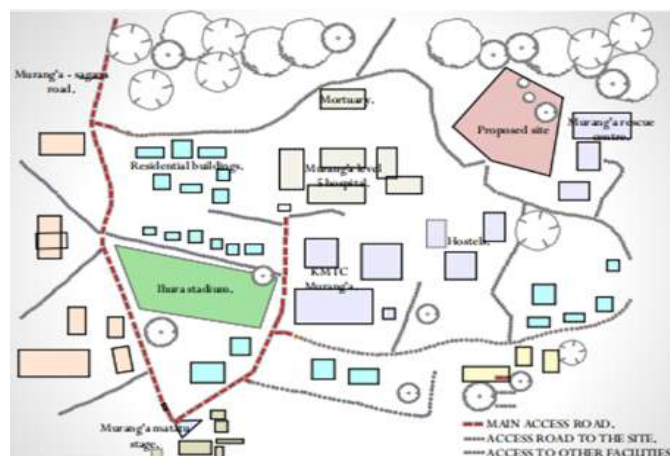 Murang'a - sagana
road.
Mortuary.
Proposed site
Murang'a rescue
centre.
Residential buildings.
Murang'a level
5 hospital.
Hostels.
KMTC
Murang'a
Ihura stadium.
Murang'a matatu
stage.
MAIN ACCESS ROAD.
ACCESS ROAD TO THE SITE.
ACCESS TO OTHER FACILITIES